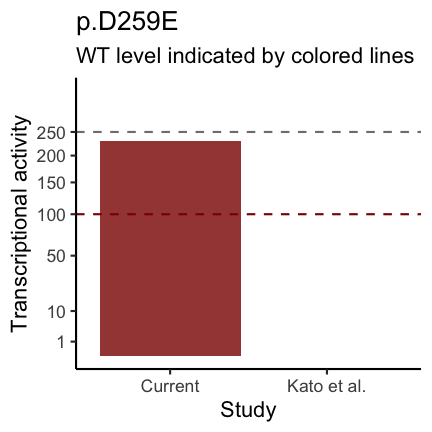 p.D259E
WT level indicated by colored lines
Transcriptional activity
250
200
150
100
50
10
1
Current
Kato et al.
Study